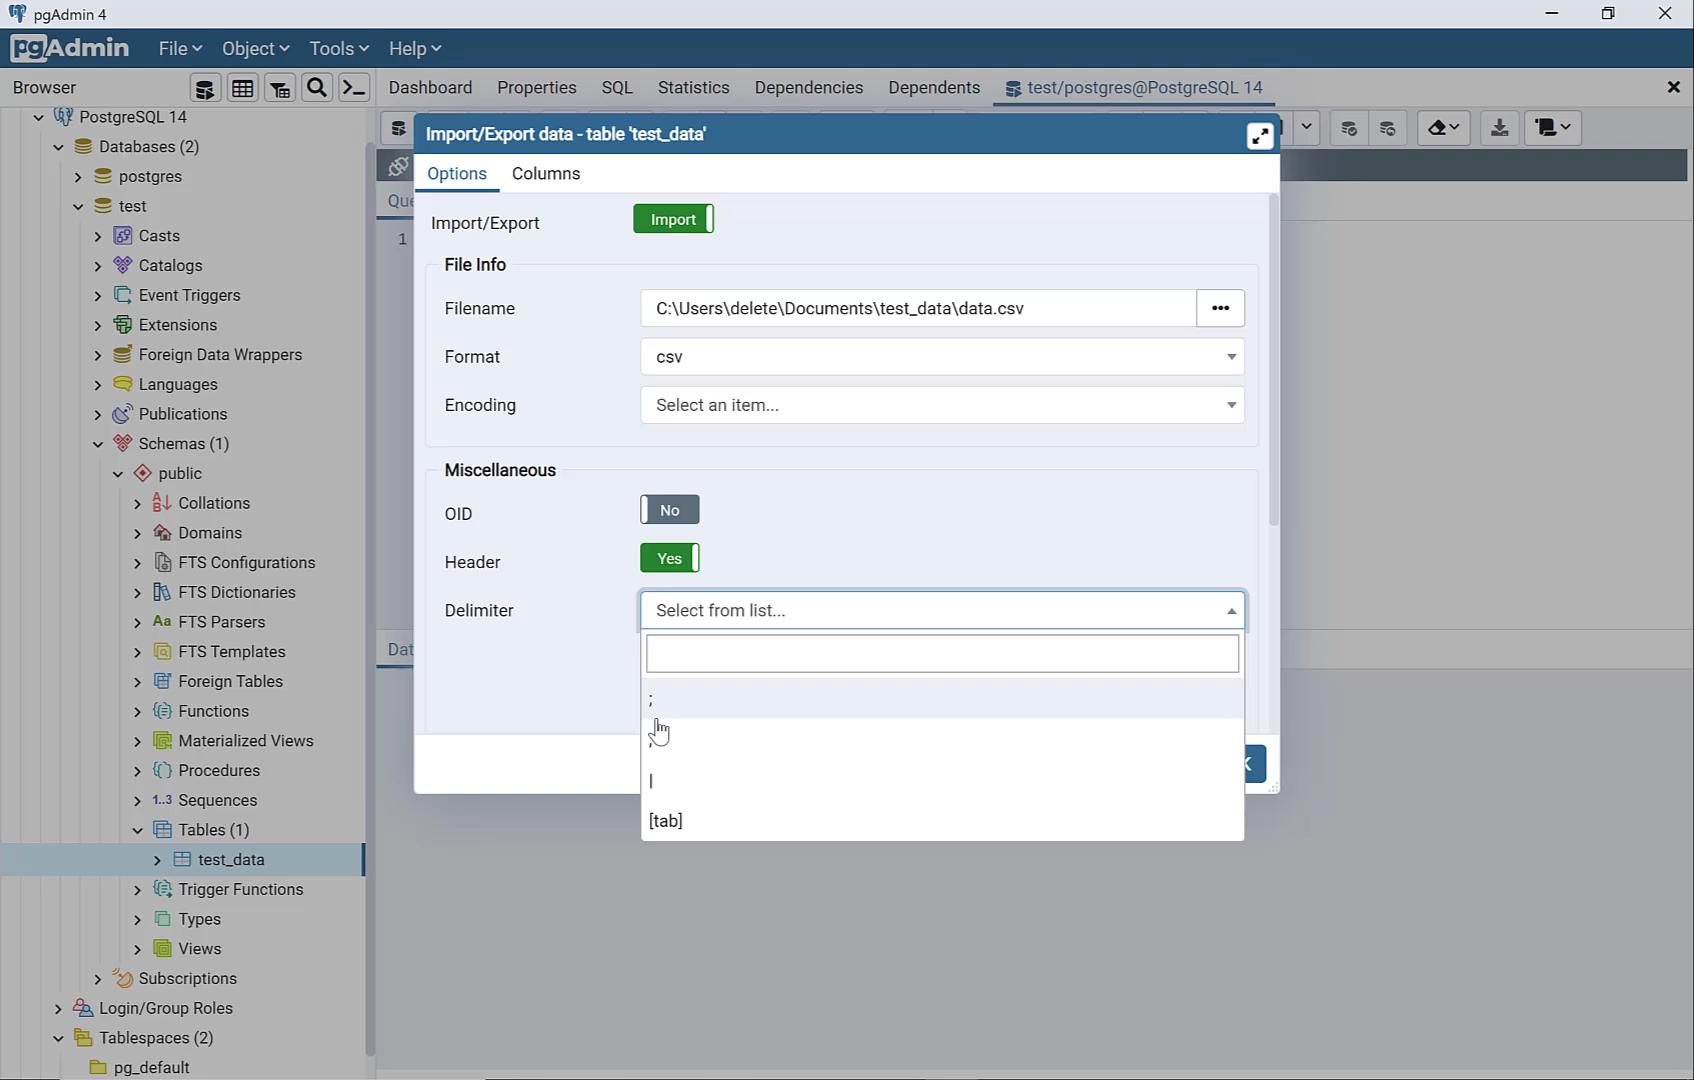 pgAdmin 4
pgAdmin File Object Tools Help
Browser
Dashboard Properties SQL Statistics Dependencies Dependents test/postgres@PostgreSQL 14
PostgreSQL 14
Databases (2)
postgres
test
Casts
Catalogs
Event Triggers
Extensions
Foreign Data Wrappers
Languages
Publications
Schemas (1)
public
Collations
Domains
FTS Configurations
FTS Dictionaries
Aa FTS Parsers
FTS Templates
Foreign Tables
Functions
Materialized Views
Procedures
1..3 Sequences
Tables (1)
test_data
Trigger Functions
Types
Views
Subscriptions
Login/Group Roles
Tablespaces (2)
pg_default
Que
1
Dat
Import/Export data - table 'test_data'
Options Columns
Import/Export Import
File Info
Filename C:\Users\delete\Documents\test_data\data.csv •••
Format csv
Encoding Select an item...
Miscellaneous
OID No
Header Yes
Delimiter Select from list...
;
|
[tab]
K